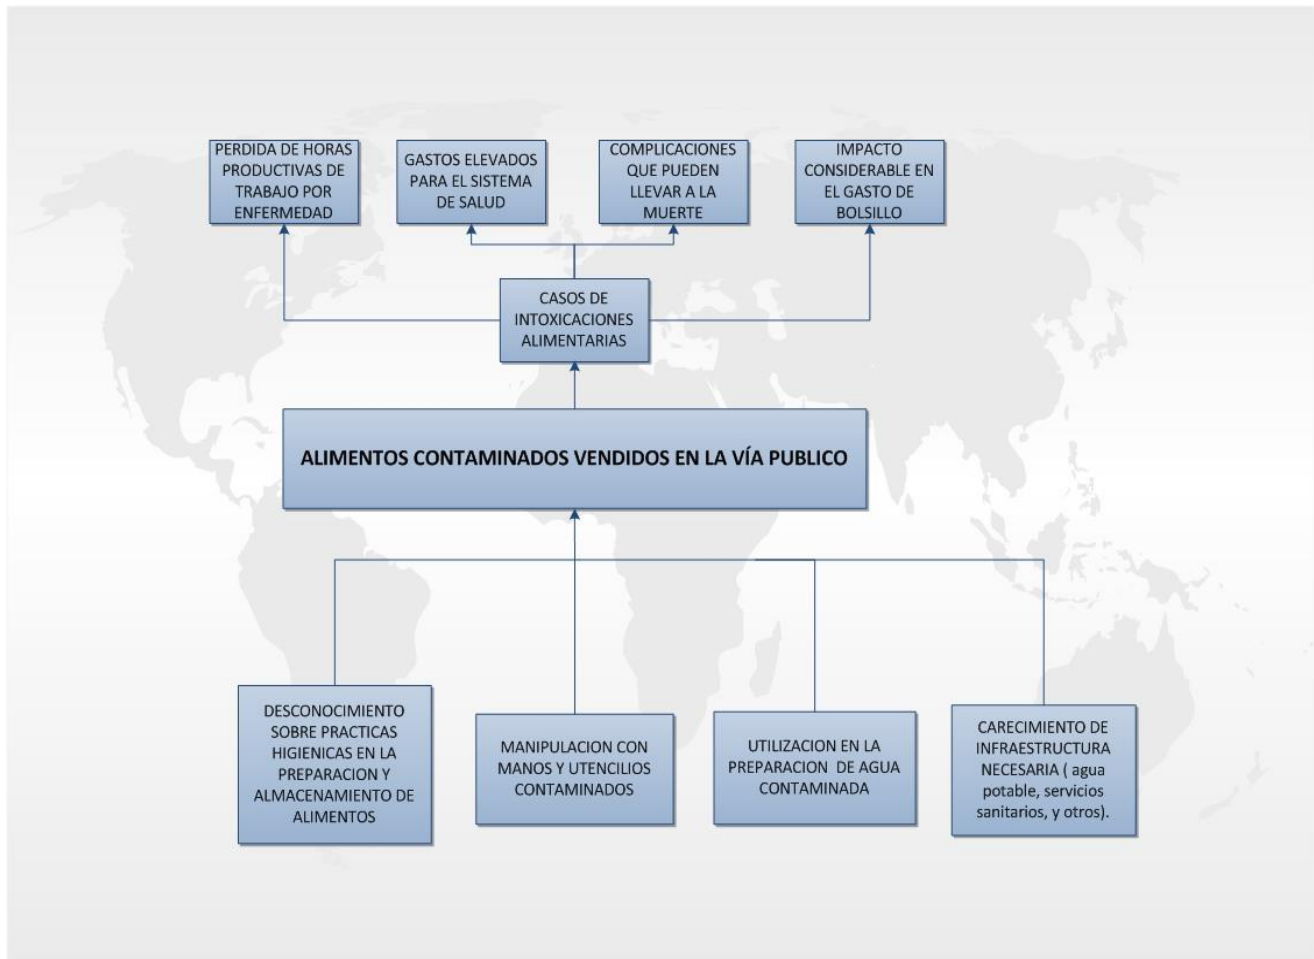 PERDIDA DE HORAS
PRODUCTIVAS DE
TRABAJO POR
ENFERMEDAD
GASTOS ELEVADOS
PARA EL SISTEMA
DE SALUD
COMPLICACIONES
QUE PUEDEN
LLEVAR A LA
MUERTE
IMPACTO
CONSIDERABLE EN
EL GASTO DE
BOLSILLO
CASOS DE
INTOXICACIONES
ALIMENTARIAS
ALIMENTOS CONTAMINADOS VENDIDOS EN LA VÍA PUBLICO
DESCONOCIMIENTO
SOBRE PRACTICAS
HIGIENICAS EN LA
PREPARACION Y
ALMACENAMIENTO DE
ALIMENTOS
MANIPULACION CON
MANOS Y UTENCILIOS
CONTAMINADOS
UTILIZACION EN LA
PREPARACION DE AGUA
CONTAMINADA
CARECIMIENTO DE
INFRAESTRUCTURA
NECESARIA ( agua
potable, servicios
sanitarios, y otros).